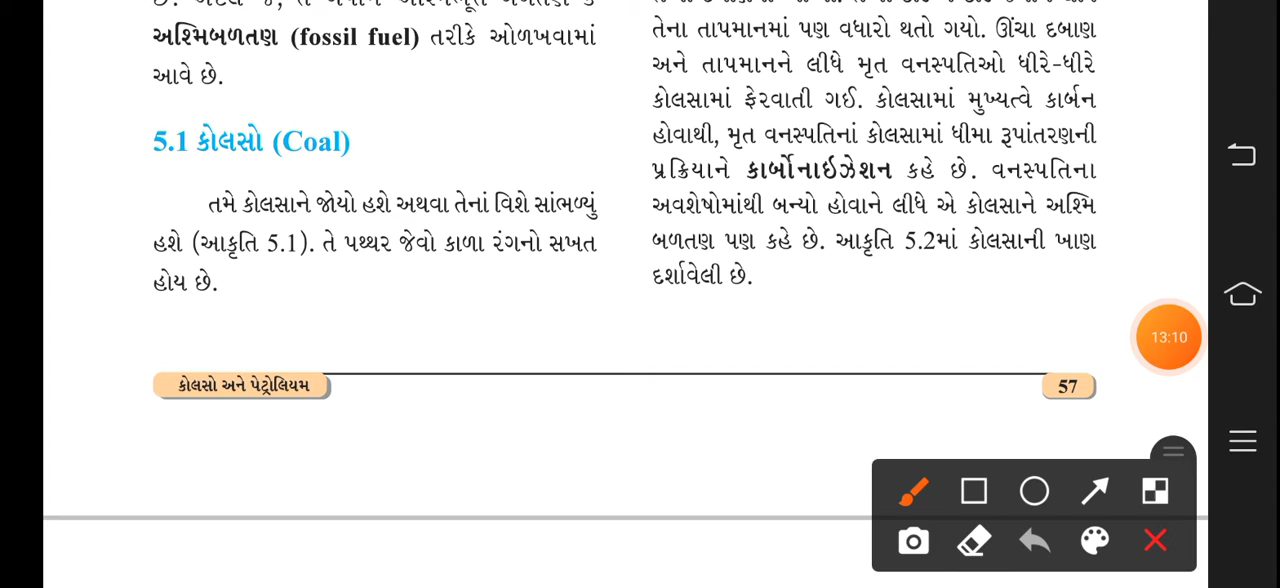 અશ્મિબળતણ (fossil fuel) તરીકે ઓળખવામાં
આવે છે.
5.1 કોલસો (Coal)
તમે કોલસાને જોયો હશે અથવા તેનાં વિશે સાંભળ્યું
હશે (આકૃતિ 5.1). તે પથ્થર જેવો કાળા રંગનો સખત
હોય છે.
તેના તાપમાનમાં પણ વધારો થતો ગયો. ઊંચા દબાણ
અને તાપમાનને લીધે મૃત વનસ્પતિઓ ધીરે-ધીરે
કોલસામાં ફેરવાતી ગઈ. કોલસામાં મુખ્યત્વે કાર્બન
હોવાથી, મૃત વનસ્પતિનાં કોલસામાં ધીમા રૂપાંતરણની
પ્રક્રિયાને કાર્બોનાઇઝેશન કહે છે. વનસ્પતિના
અવશેષોમાંથી બન્યો હોવાને લીધે એ કોલસાને અશ્મિ
બળતણ પણ કહે છે. આકૃતિ 5.2માં કોલસાની ખાણ
દર્શાવેલી છે.
13:10
કોલસો અને પેટ્રોલિયમ
57